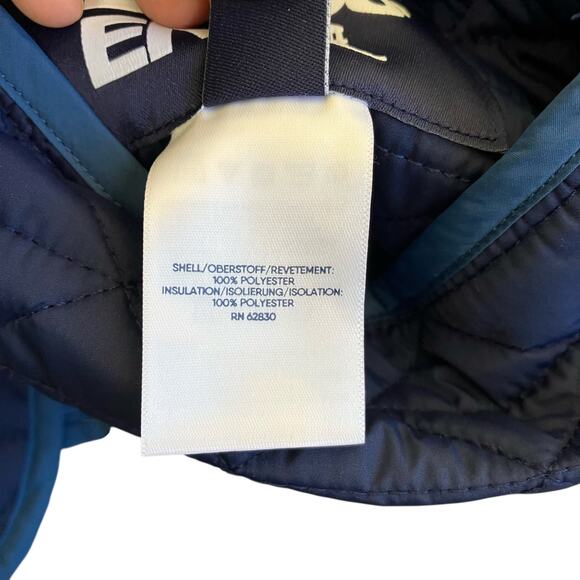 SHELL/OBERSTOFF/REVETEMENT:
100% POLYESTER
INSULATION/ISOLIERUNG/ISOLATION:
100% POLYESTER
RN 62830